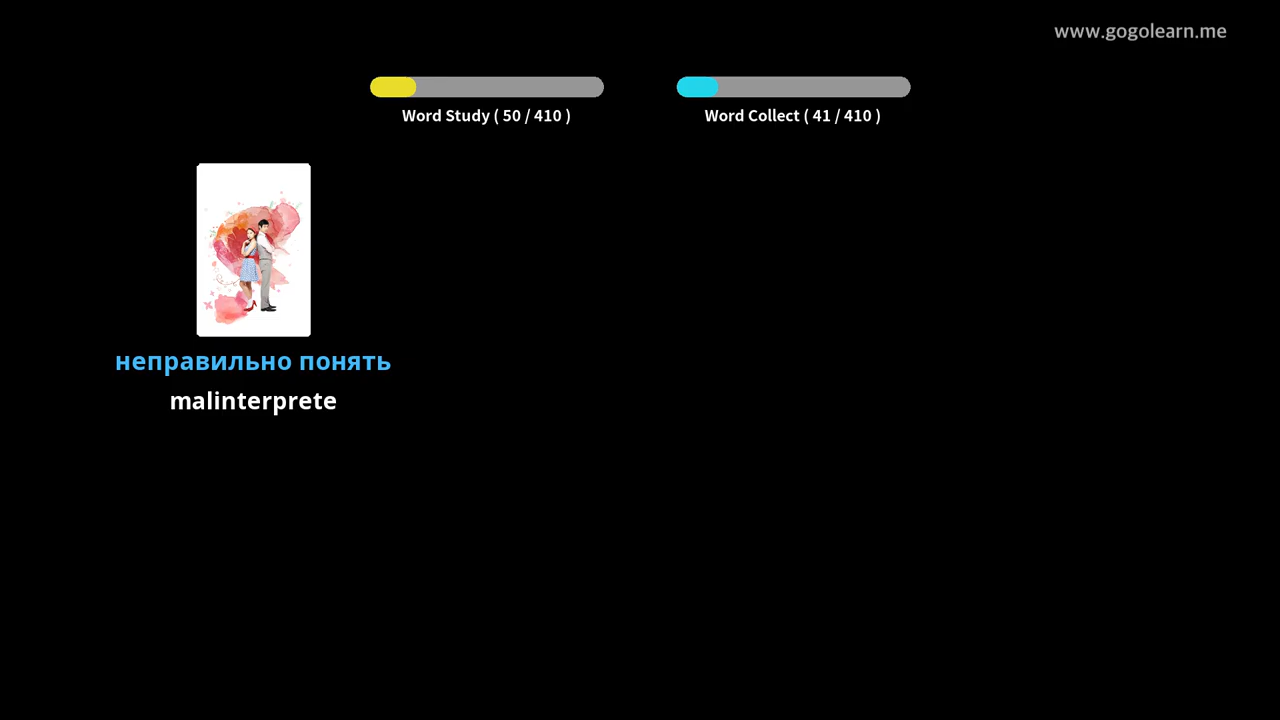 www.gogolearn.me
Word Study ( 50 / 410 )
Word Collect ( 41 / 410 )
неправильно понять
malinterprete